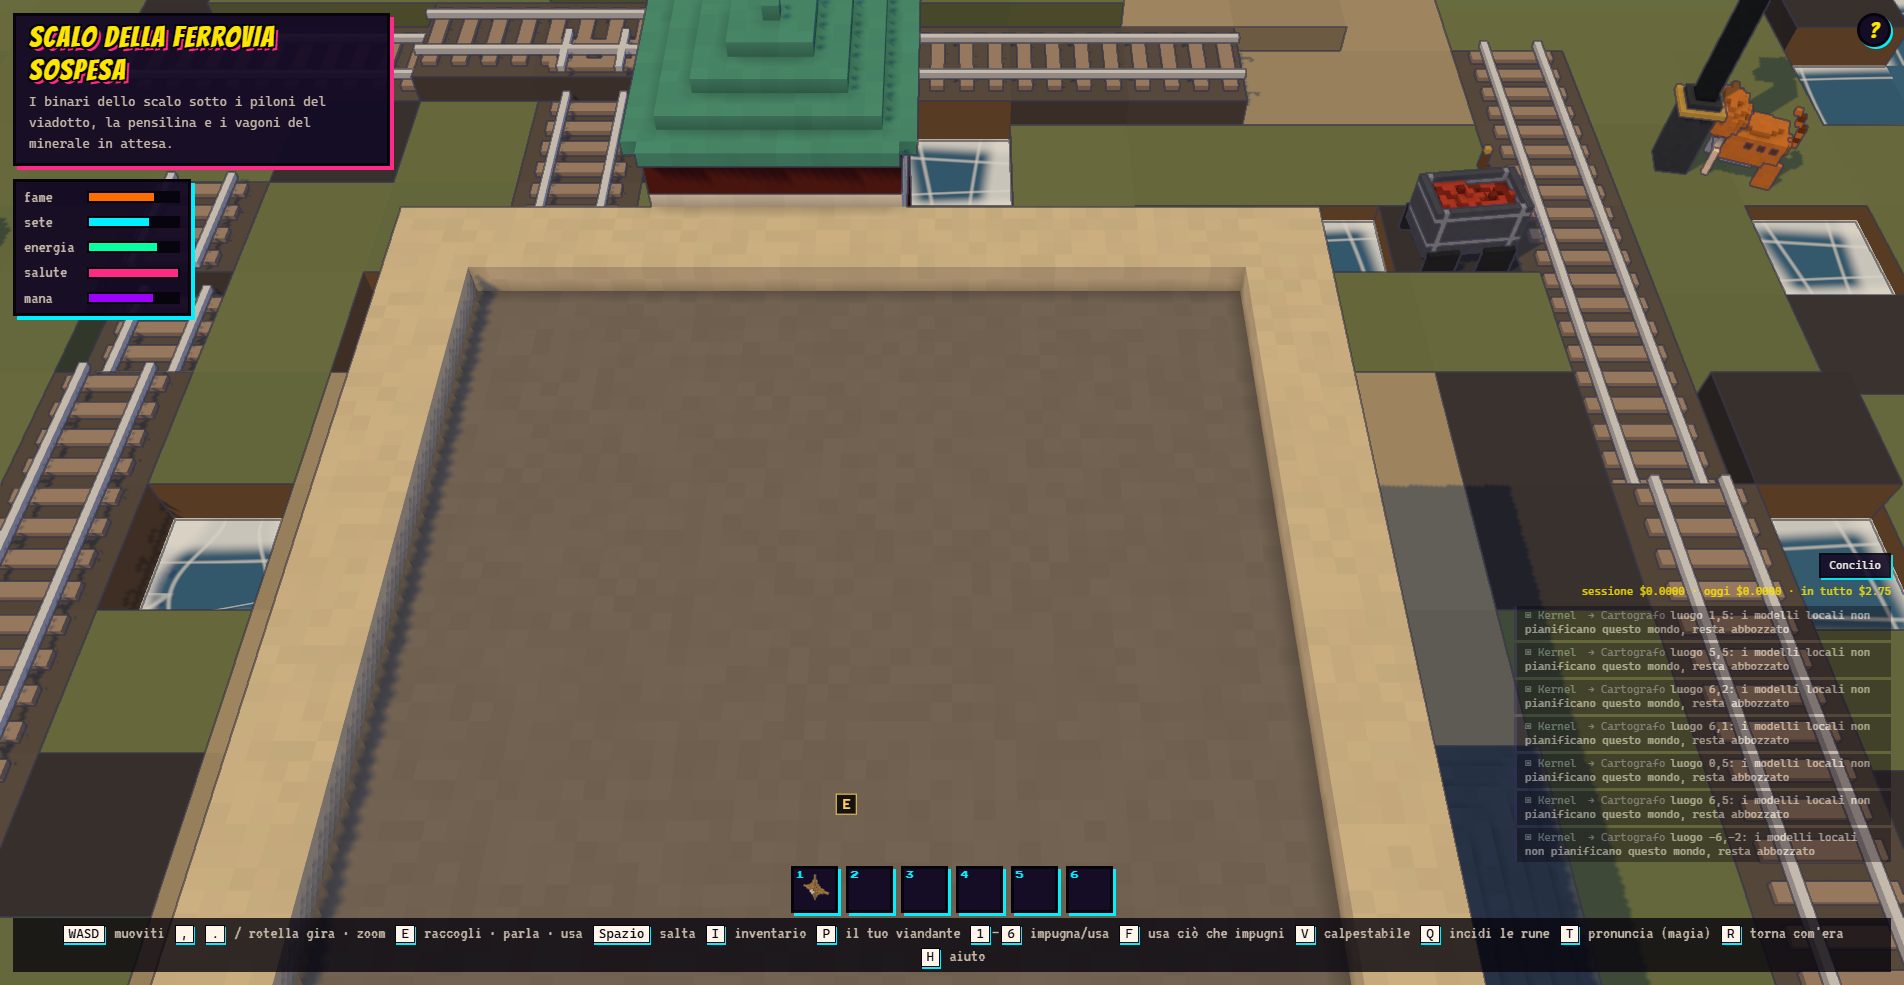 SCALO DELLA FERROVIA
SOSPESA
I binari dello scalo sotto i piloni del
viadotto, la pensilina e i vagoni del
minerale in attesa.
?
fame
sete
energia
salute
mana
Concilio
sessione $0.0000 · oggi $0.0000 · in tutto $2.75
Kernel → Cartografo luogo 1,5: i modelli locali non
pianificano questo mondo, resta abbozzato
Kernel → Cartografo luogo 5,5: i modelli locali non
pianificano questo mondo, resta abbozzato
Kernel → Cartografo luogo 6,2: i modelli locali non
pianificano questo mondo, resta abbozzato
Kernel → Cartografo luogo 6,1: i modelli locali non
pianificano questo mondo, resta abbozzato
Kernel → Cartografo luogo 0,5: i modelli locali non
pianificano questo mondo, resta abbozzato
Kernel → Cartografo luogo 6,5: i modelli locali non
pianificano questo mondo, resta abbozzato
Kernel → Cartografo luogo -6,-2: i modelli locali
non pianificano questo mondo, resta abbozzato
E
1 2 3 4 5 6
WASD muoviti , . / rotella gira · zoom E raccogli · parla · usa Spazio salta I inventario P il tuo viandante 1-6 impugna/usa F usa ciò che impugni V calpestabile Q incidi le rune T pronuncia (magia) R torna com'era
H aiuto